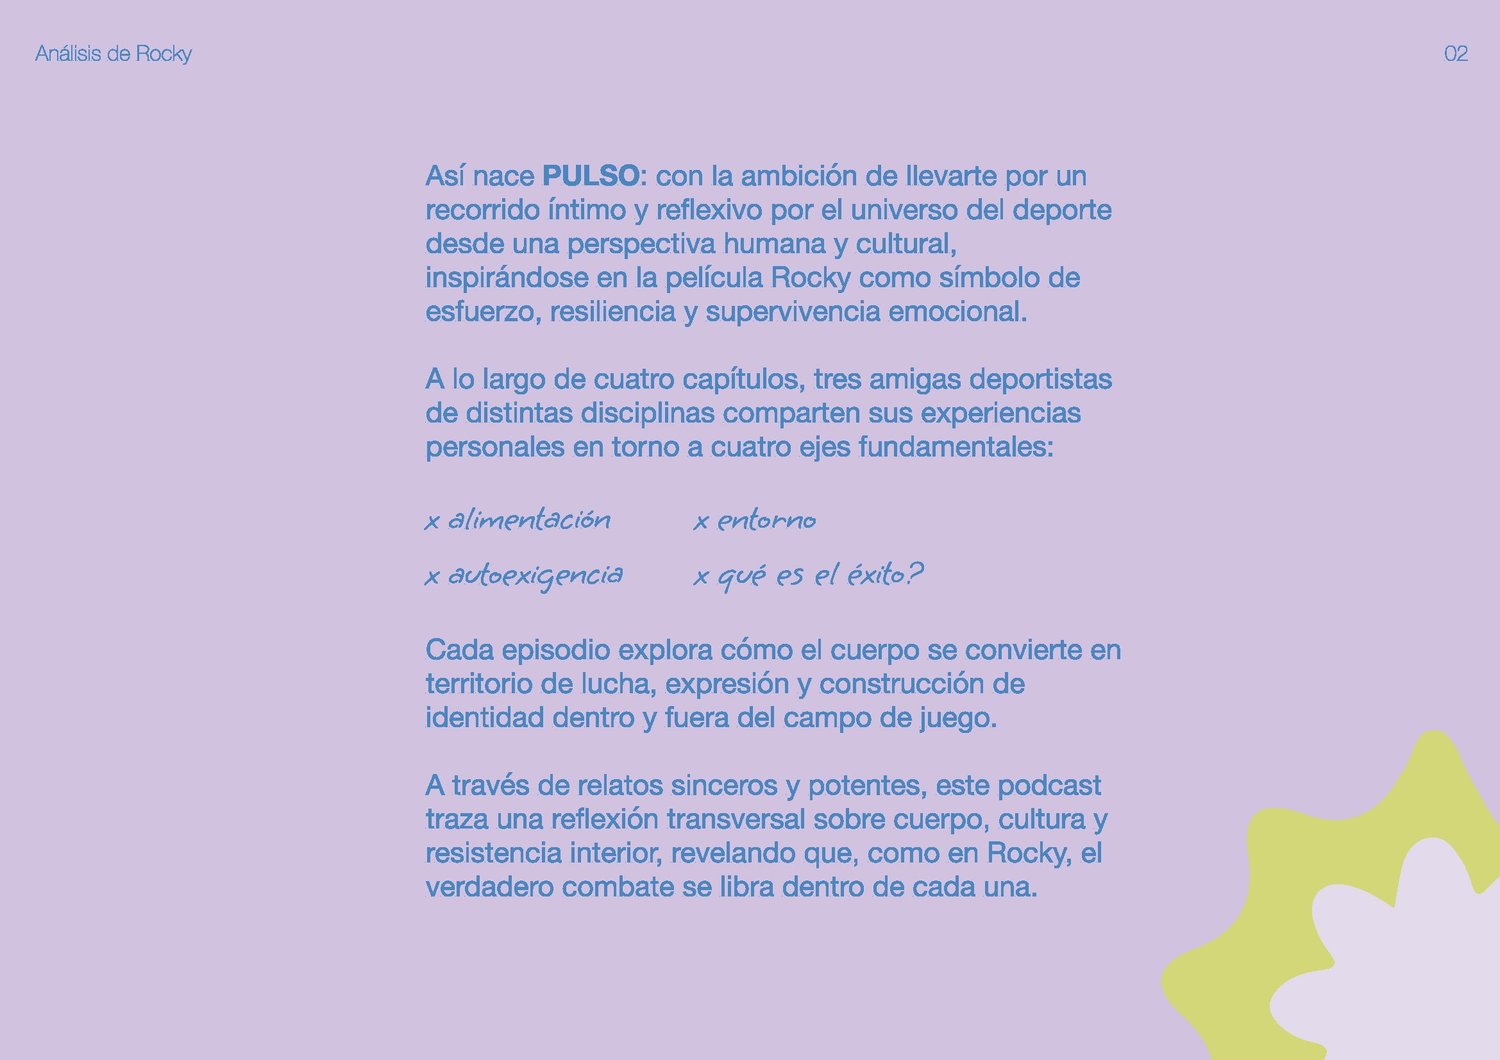 Análisis de Rocky
02
Así nace PULSO: con la ambición de llevarte por un
recorrido íntimo y reflexivo por el universo del deporte
desde una perspectiva humana y cultural,
inspirándose en la película Rocky como símbolo de
esfuerzo, resiliencia y supervivencia emocional.
A lo largo de cuatro capítulos, tres amigas deportistas
de distintas disciplinas comparten sus experiencias
personales en torno a cuatro ejes fundamentales:
x alimentación x entorno
x autoexigencia x qué es el éxito?
Cada episodio explora cómo el cuerpo se convierte en
territorio de lucha, expresión y construcción de
identidad dentro y fuera del campo de juego.
A través de relatos sinceros y potentes, este podcast
traza una reflexión transversal sobre cuerpo, cultura y
resistencia interior, revelando que, como en Rocky, el
verdadero combate se libra dentro de cada una.